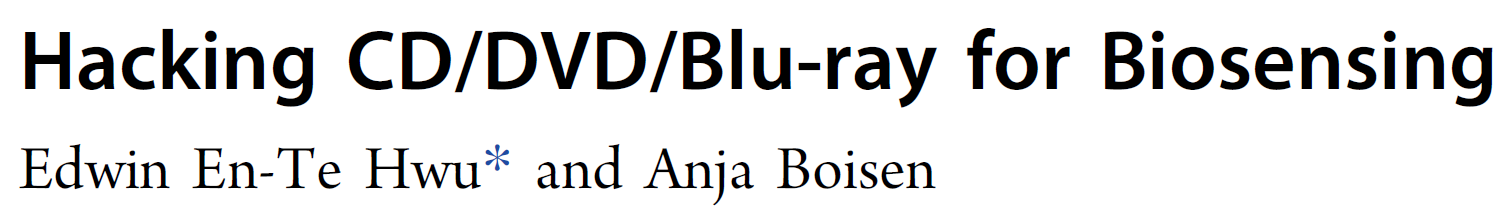 Hacking CD/DVD/Blu-ray for Biosensing
Edwin En-Te Hwu* and Anja Boisen